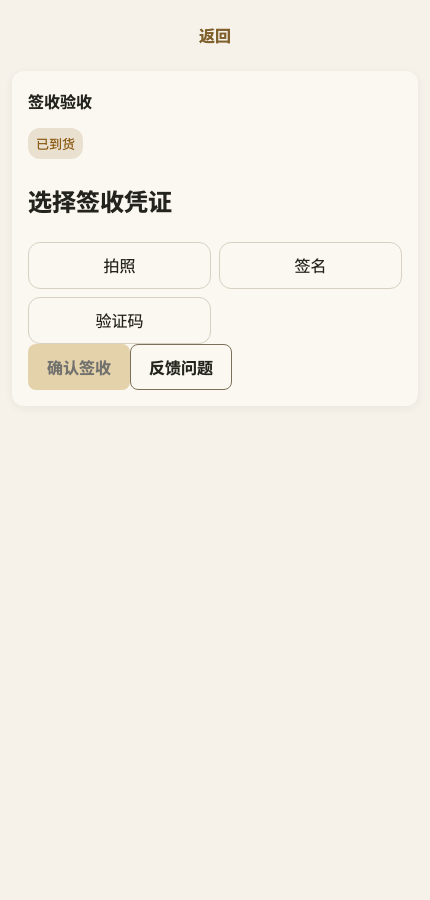 返回
签收验收
已到货
选择签收凭证
拍照 签名
验证码
确认签收 反馈问题